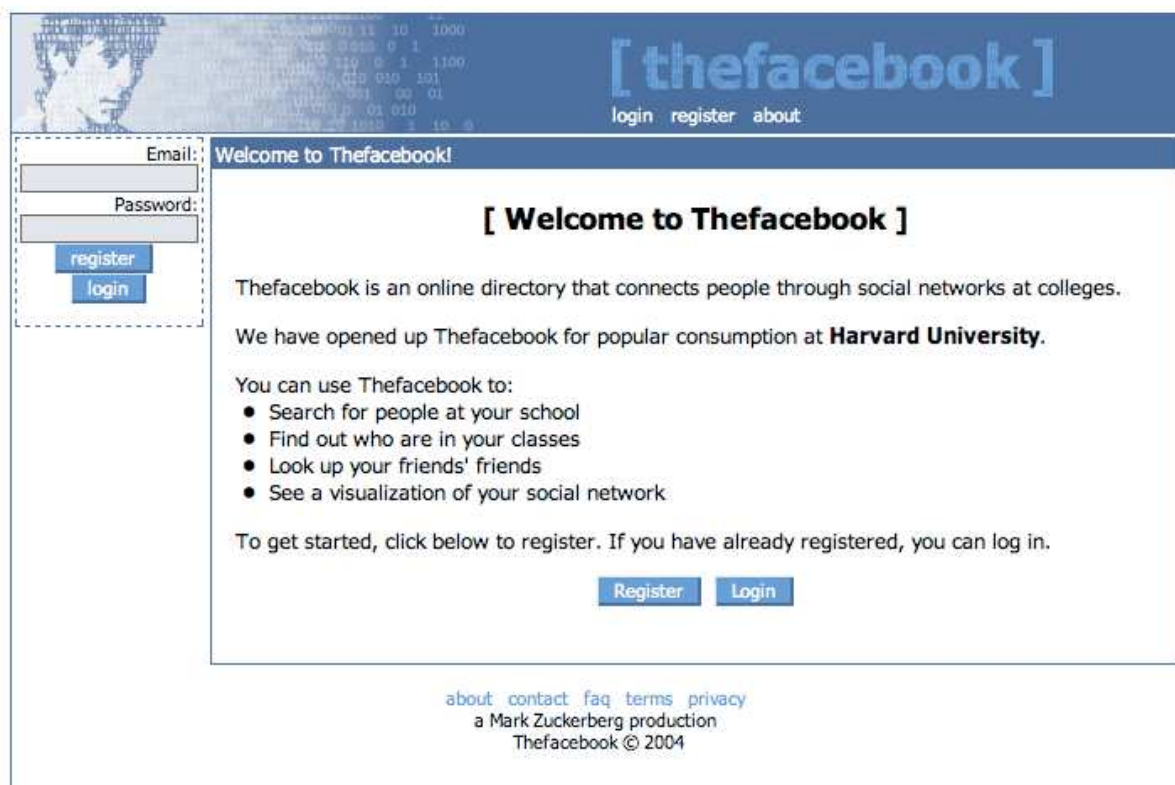 [ thefacebook ]
login register about
Email:
Password:
register
login
Welcome to Thefacebook!
[ Welcome to Thefacebook ]
Thefacebook is an online directory that connects people through social networks at colleges.
We have opened up Thefacebook for popular consumption at Harvard University.
You can use Thefacebook to:
● Search for people at your school
● Find out who are in your classes
● Look up your friends' friends
● See a visualization of your social network
To get started, click below to register. If you have already registered, you can log in.
Register Login
about contact faq terms privacy
a Mark Zuckerberg production
Thefacebook © 2004